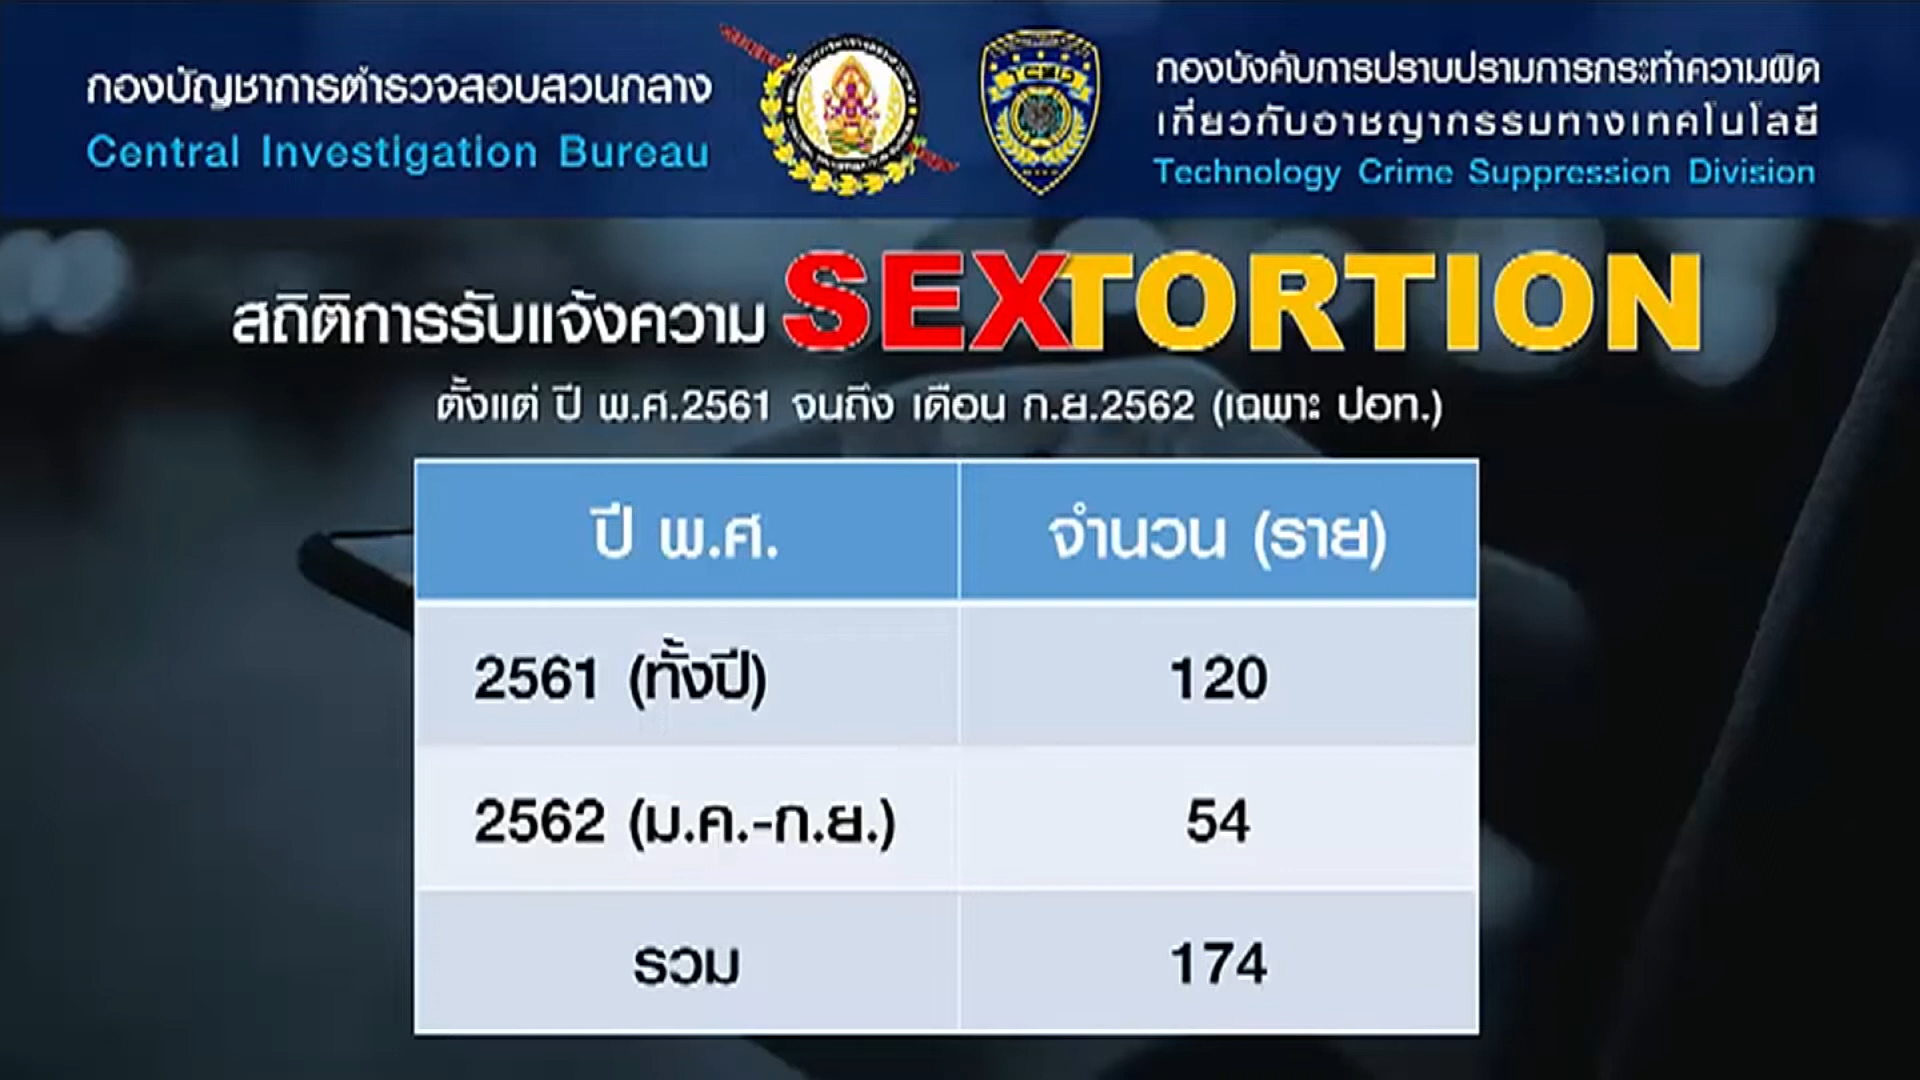 กองบัญชาการตำรวจสอบสวนกลาง
Central Investigation Bureau
TCSD
กองบังคับการปราบปรามการกระทำความผิด
เกี่ยวกับอาชญากรรมทางเทคโนโลยี
Technology Crime Suppression Division
สถิติการรับแจ้งความ SEXTORTION
ตั้งแต่ ปี พ.ศ.2561 จนถึง เดือน ก.ย.2562 (เฉพาะ ปอท.)
ปี พ.ศ. จำนวน (ราย)
2561 (ทั้งปี) 120
2562 (ม.ค.-ก.ย.) 54
รวม 174